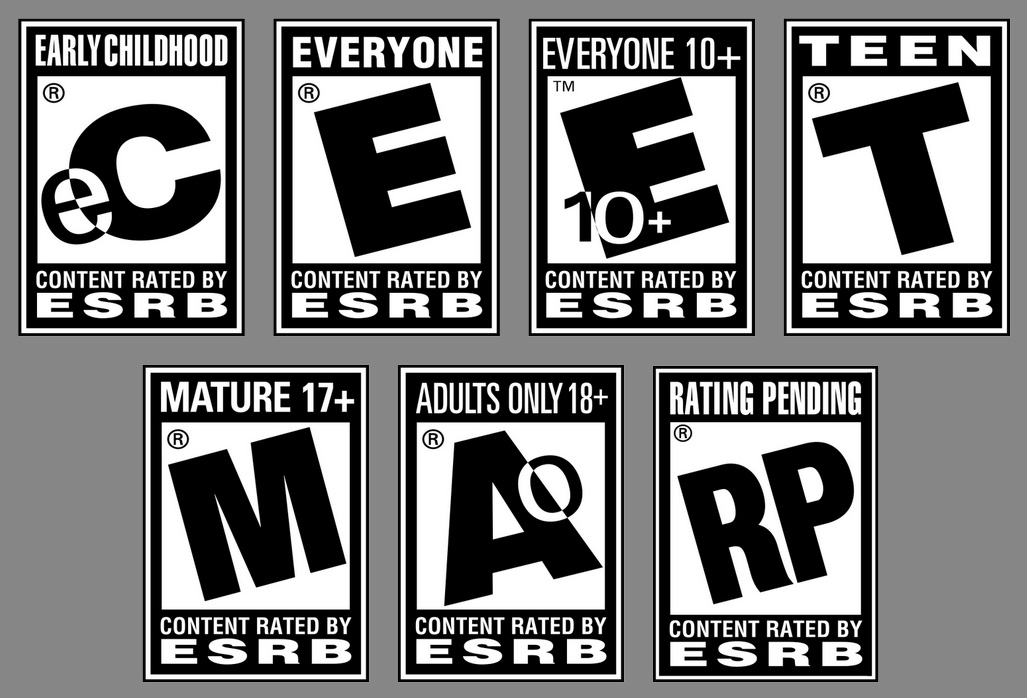 EARLY CHILDHOOD
®
eC
CONTENT RATED BY
ESRB
EVERYONE
®
E
CONTENT RATED BY
ESRB
EVERYONE 10+
™
E
10+
CONTENT RATED BY
ESRB
TEEN
®
T
CONTENT RATED BY
ESRB
MATURE 17+
®
M
CONTENT RATED BY
ESRB
ADULTS ONLY 18+
®
AO
CONTENT RATED BY
ESRB
RATING PENDING
®
RP
CONTENT RATED BY
ESRB